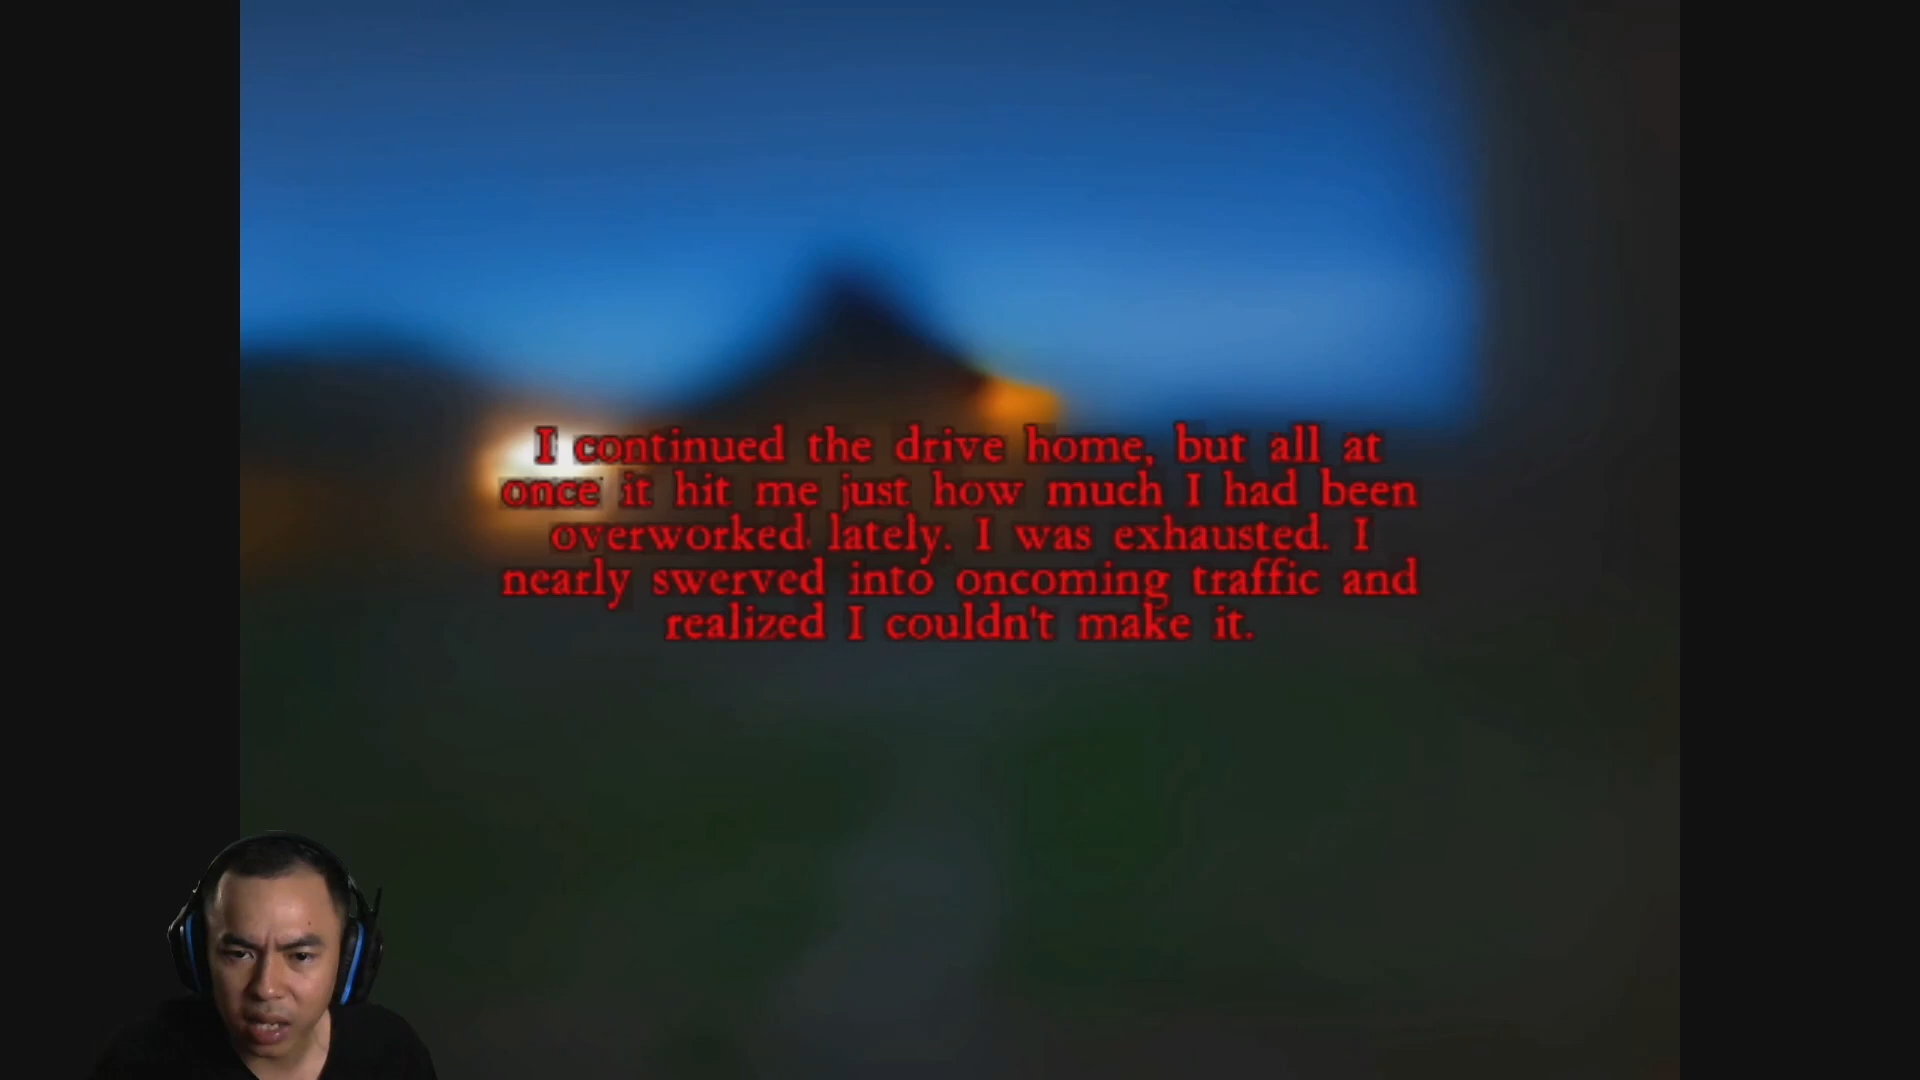 I continued the drive home, but all at
once it hit me just how much I had been
overworked lately. I was exhausted. I
nearly swerved into oncoming traffic and
realized I couldn't make it.